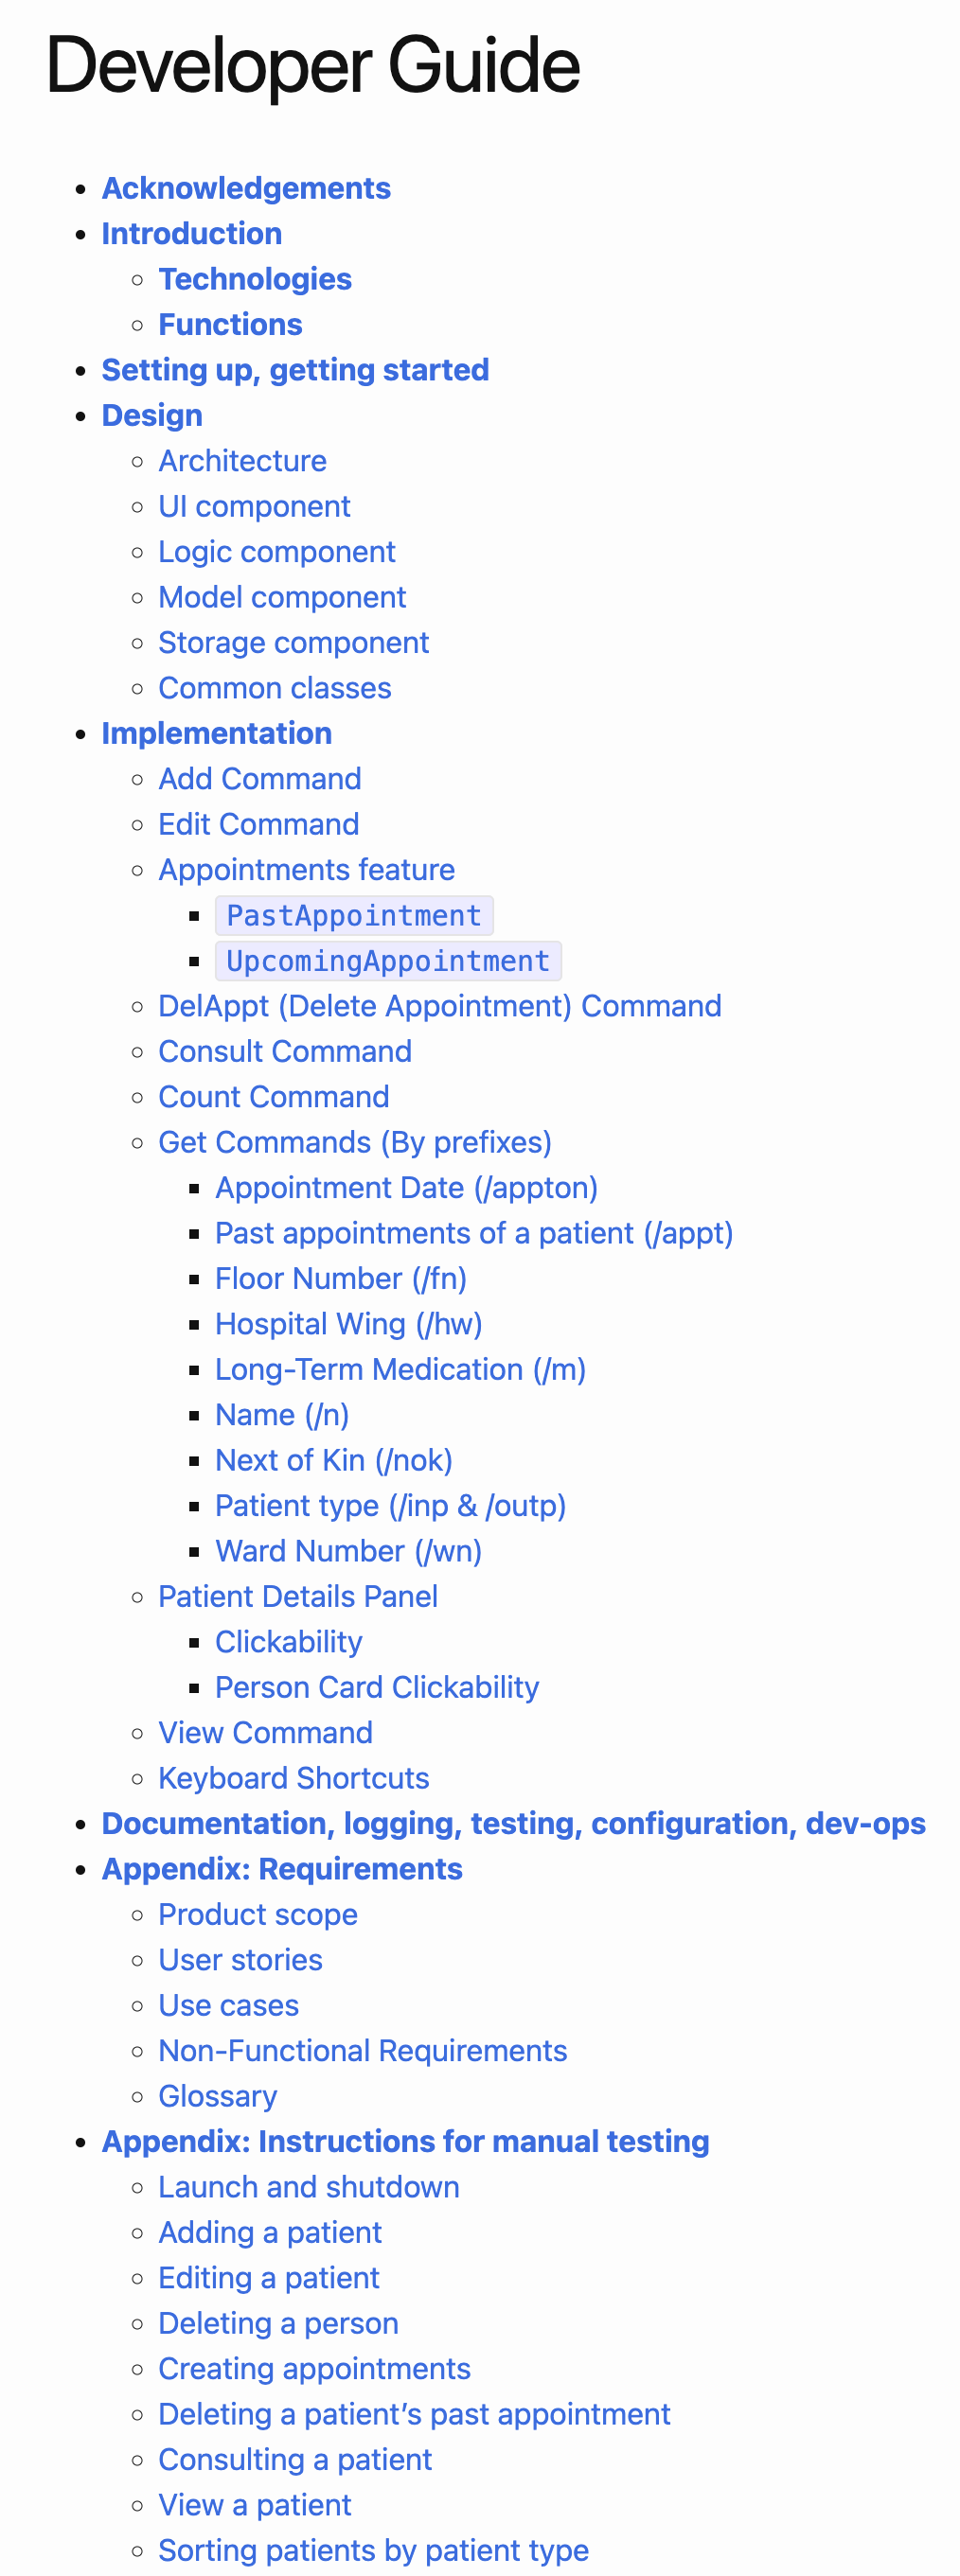 Developer Guide
Acknowledgements
Introduction
Technologies
Functions
Setting up, getting started
Design
Architecture
UI component
Logic component
Model component
Storage component
Common classes
Implementation
Add Command
Edit Command
Appointments feature
PastAppointment
UpcomingAppointment
DelAppt (Delete Appointment) Command
Consult Command
Count Command
Get Commands (By prefixes)
Appointment Date (/appton)
Past appointments of a patient (/appt)
Floor Number (/fn)
Hospital Wing (/hw)
Long-Term Medication (/m)
Name (/n)
Next of Kin (/nok)
Patient type (/inp & /outp)
Ward Number (/wn)
Patient Details Panel
Clickability
Person Card Clickability
View Command
Keyboard Shortcuts
Documentation, logging, testing, configuration, dev-ops
Appendix: Requirements
Product scope
User stories
Use cases
Non-Functional Requirements
Glossary
Appendix: Instructions for manual testing
Launch and shutdown
Adding a patient
Editing a patient
Deleting a person
Creating appointments
Deleting a patient’s past appointment
Consulting a patient
View a patient
Sorting patients by patient type